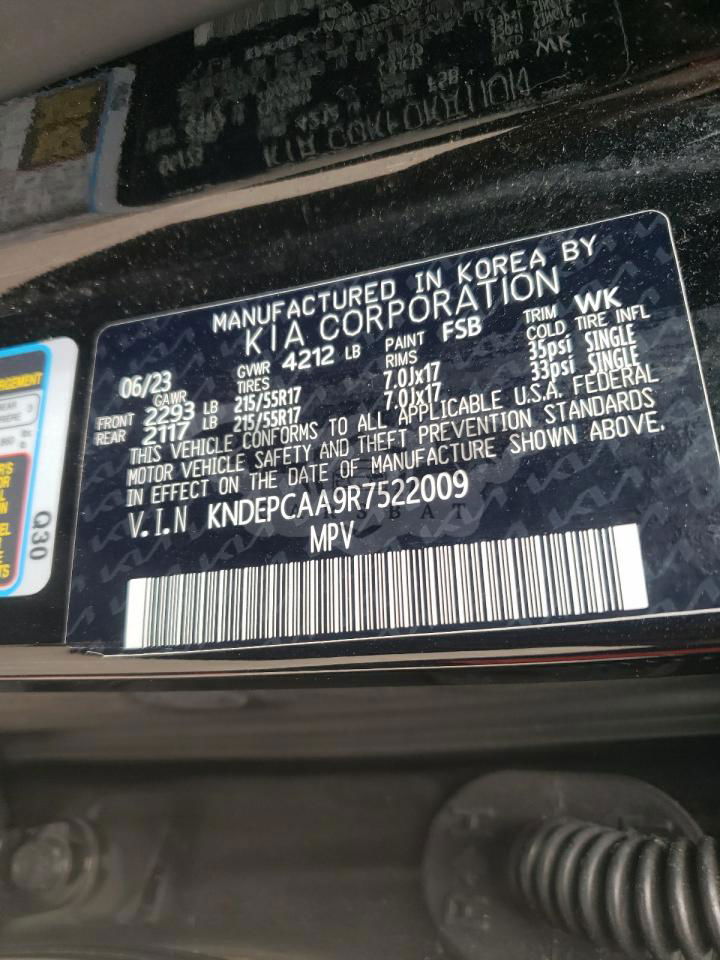 MANUFACTURED IN KOREA BY
KIA CORPORATION
06/23 GVWR 4212 LB PAINT FSB TRIM WK
GAWR TIRES RIMS COLD TIRE INFL
FRONT 2293 LB 215/55R17 7.0Jx17 35psi SINGLE
REAR 2117 LB 215/55R17 7.0Jx17 33psi SINGLE
THIS VEHICLE CONFORMS TO ALL APPLICABLE U.S.A. FEDERAL
MOTOR VEHICLE SAFETY AND THEFT PREVENTION STANDARDS
IN EFFECT ON THE DATE OF MANUFACTURE SHOWN ABOVE.
V.I.N KNDEPCAA9R7522009
MPV
Q30